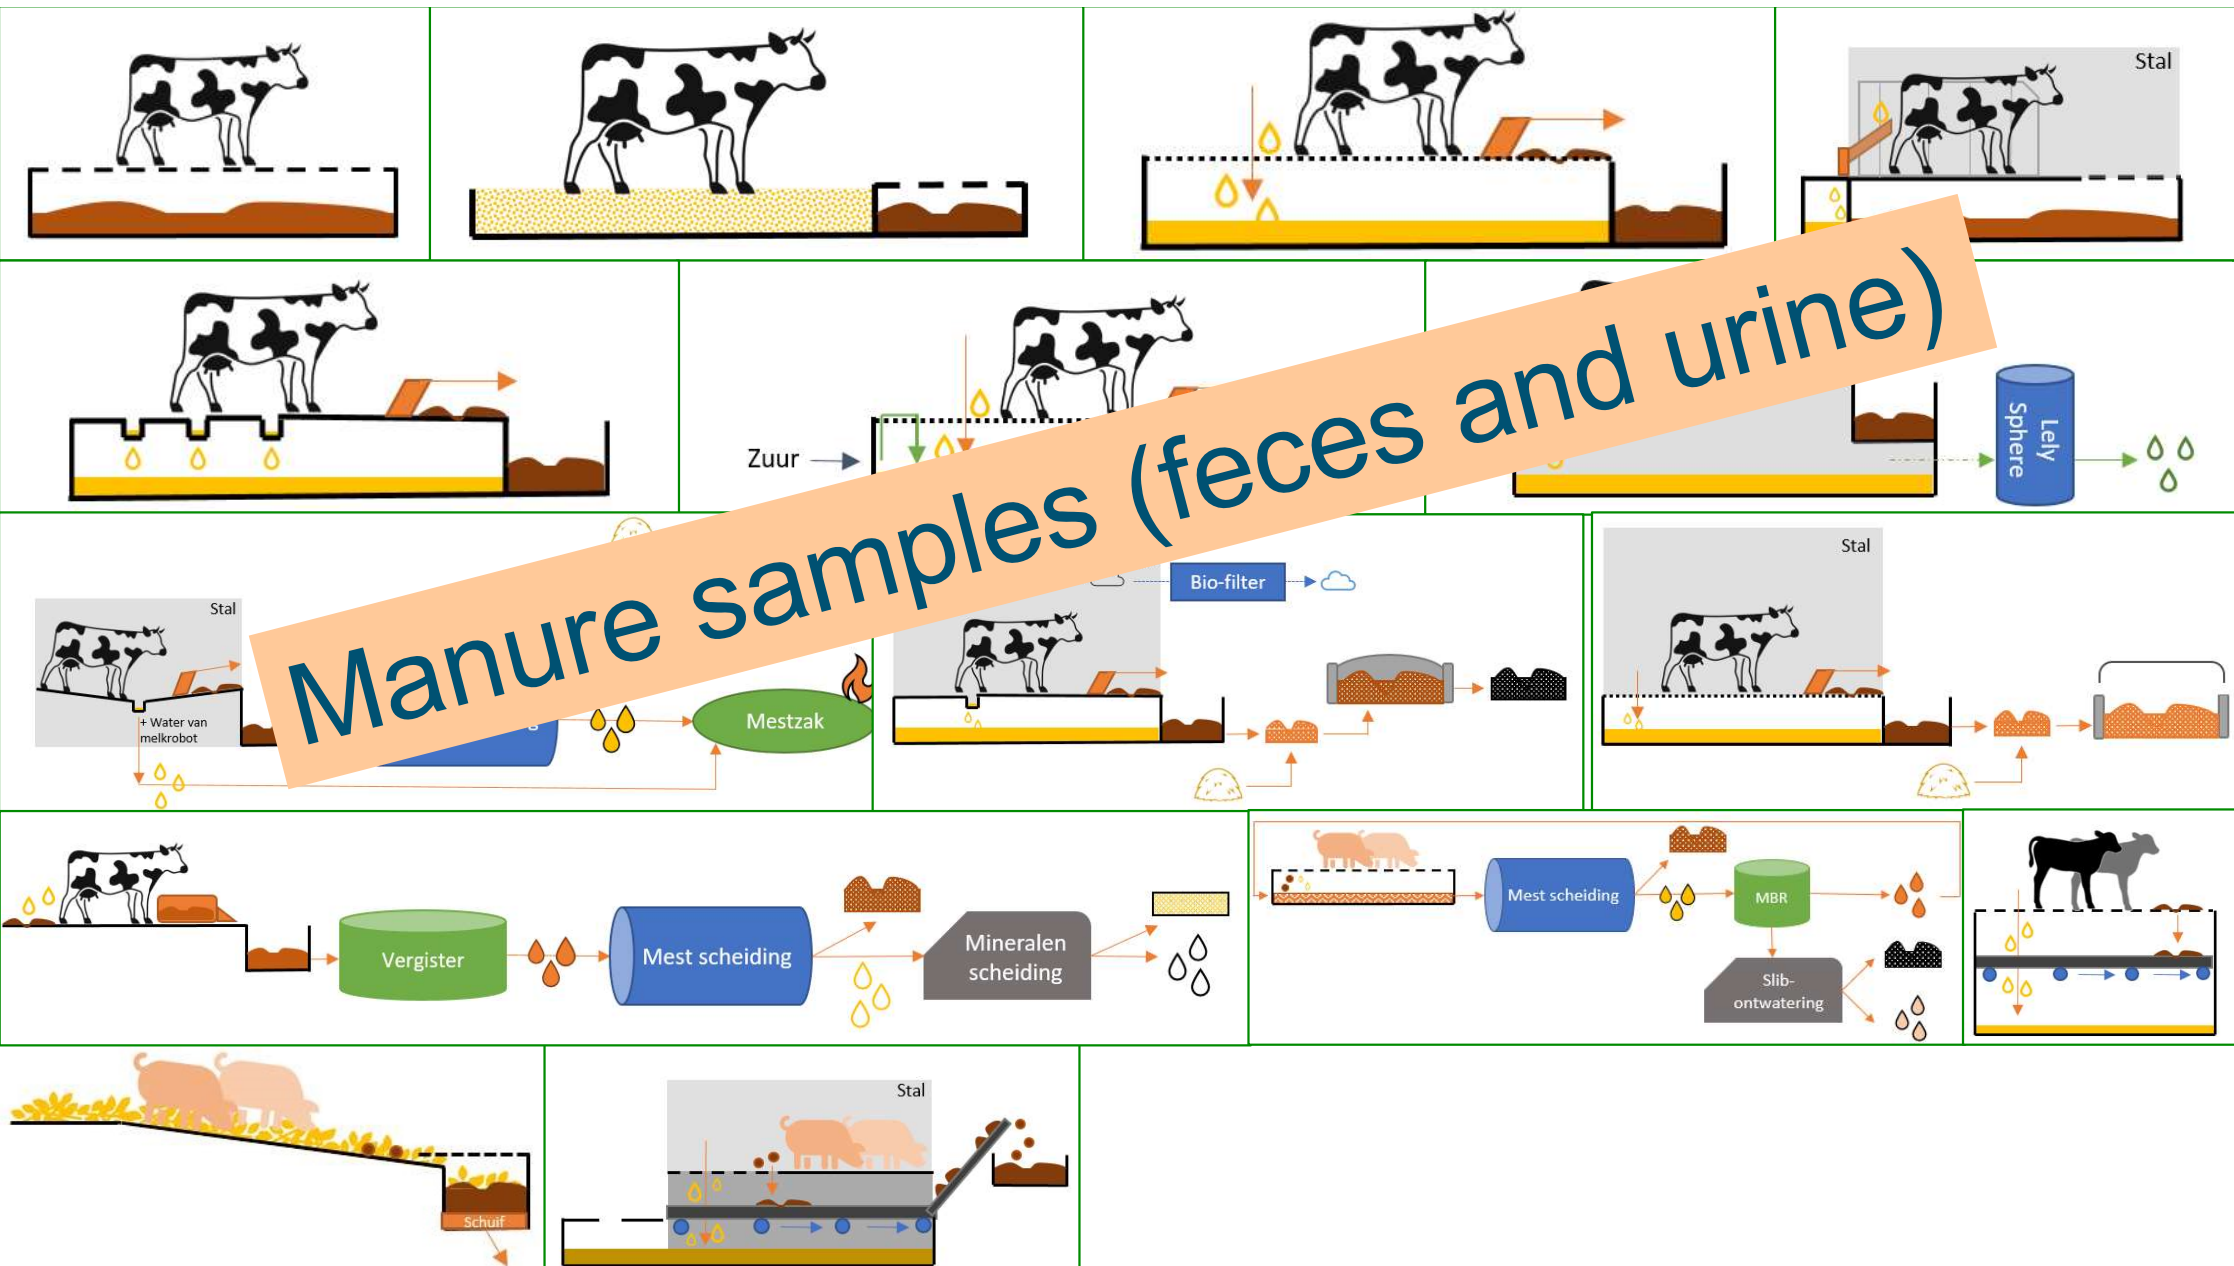 Stal
Manure samples (feces and urine)
Zuur
Lely
Sphere
Stal
+ Water van
melkrobot
Mestzak
Bio-filter
Stal
Vergister
Mest scheiding
Mineralen
scheiding
Mest scheiding
MBR
Slib-
ontwatering
Schuif
Stal